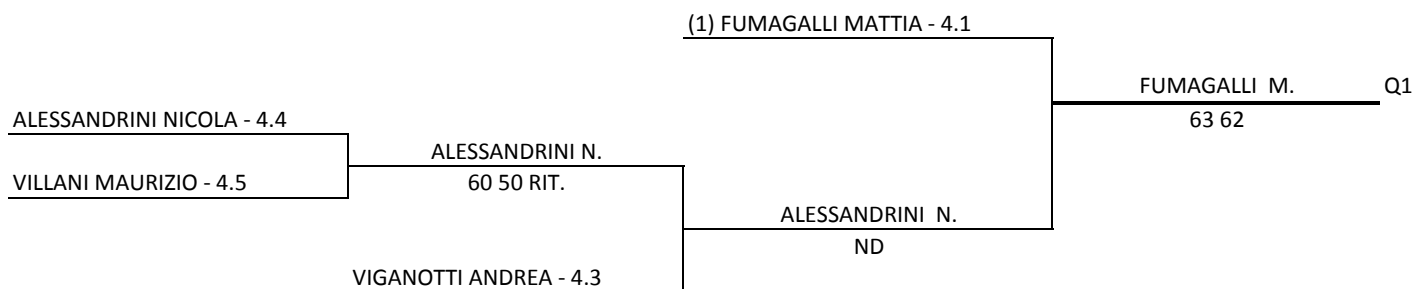 (1) FUMAGALLI MATTIA - 4.1
FUMAGALLI M. Q1
63 62
ALESSANDRINI NICOLA - 4.4
ALESSANDRINI N.
60 50 RIT.
VILLANI MAURIZIO - 4.5
ALESSANDRINI N.
ND
VIGANOTTI ANDREA - 4.3